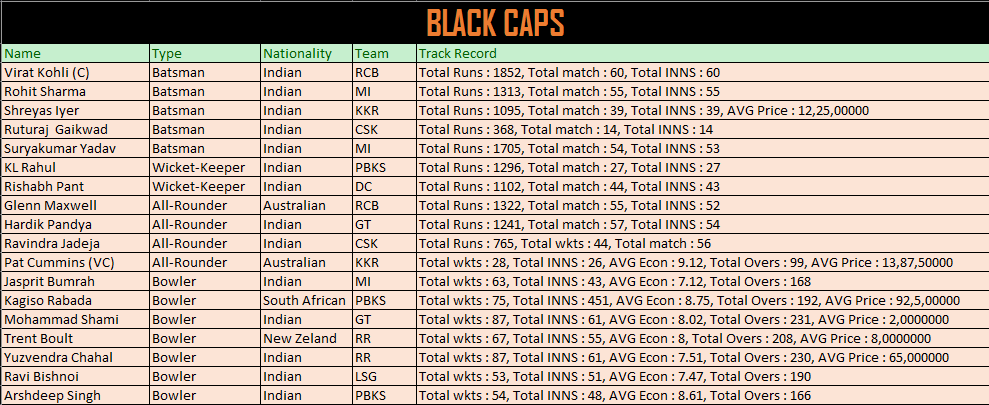 BLACK CAPS
Name Type Nationality Team Track Record
Virat Kohli (C) Batsman Indian RCB Total Runs : 1852, Total match : 60, Total INNS : 60
Rohit Sharma Batsman Indian MI Total Runs : 1313, Total match : 55, Total INNS : 55
Shreyas Iyer Batsman Indian KKR Total Runs : 1095, Total match : 39, Total INNS : 39, AVG Price : 12,25,00000
Ruturaj Gaikwad Batsman Indian CSK Total Runs : 368, Total match : 14, Total INNS : 14
Suryakumar Yadav Batsman Indian MI Total Runs : 1705, Total match : 54, Total INNS : 53
KL Rahul Wicket-Keeper Indian PBKS Total Runs : 1296, Total match : 27, Total INNS : 27
Rishabh Pant Wicket-Keeper Indian DC Total Runs : 1102, Total match : 44, Total INNS : 43
Glenn Maxwell All-Rounder Australian RCB Total Runs : 1322, Total match : 55, Total INNS : 52
Hardik Pandya All-Rounder Indian GT Total Runs : 1241, Total match : 57, Total INNS : 54
Ravindra Jadeja All-Rounder Indian CSK Total Runs : 765, Total wkts : 44, Total match : 56
Pat Cummins (VC) All-Rounder Australian KKR Total wkts : 28, Total INNS : 26, AVG Econ : 9.12, Total Overs : 99, AVG Price : 13,87,50000
Jasprit Bumrah Bowler Indian MI Total wkts : 63, Total INNS : 43, AVG Econ : 7.12, Total Overs : 168
Kagiso Rabada Bowler South African PBKS Total wkts : 75, Total INNS : 451, AVG Econ : 8.75, Total Overs : 192, AVG Price : 92,5,00000
Mohammad Shami Bowler Indian GT Total wkts : 87, Total INNS : 61, AVG Econ : 8.02, Total Overs : 231, AVG Price : 2,0000000
Trent Boult Bowler New Zeland RR Total wkts : 67, Total INNS : 55, AVG Econ : 8, Total Overs : 208, AVG Price : 8,0000000
Yuzvendra Chahal Bowler Indian RR Total wkts : 87, Total INNS : 61, AVG Econ : 7.51, Total Overs : 230, AVG Price : 65,000000
Ravi Bishnoi Bowler Indian LSG Total wkts : 53, Total INNS : 51, AVG Econ : 7.47, Total Overs : 190
Arshdeep Singh Bowler Indian PBKS Total wkts : 54, Total INNS : 48, AVG Econ : 8.61, Total Overs : 166